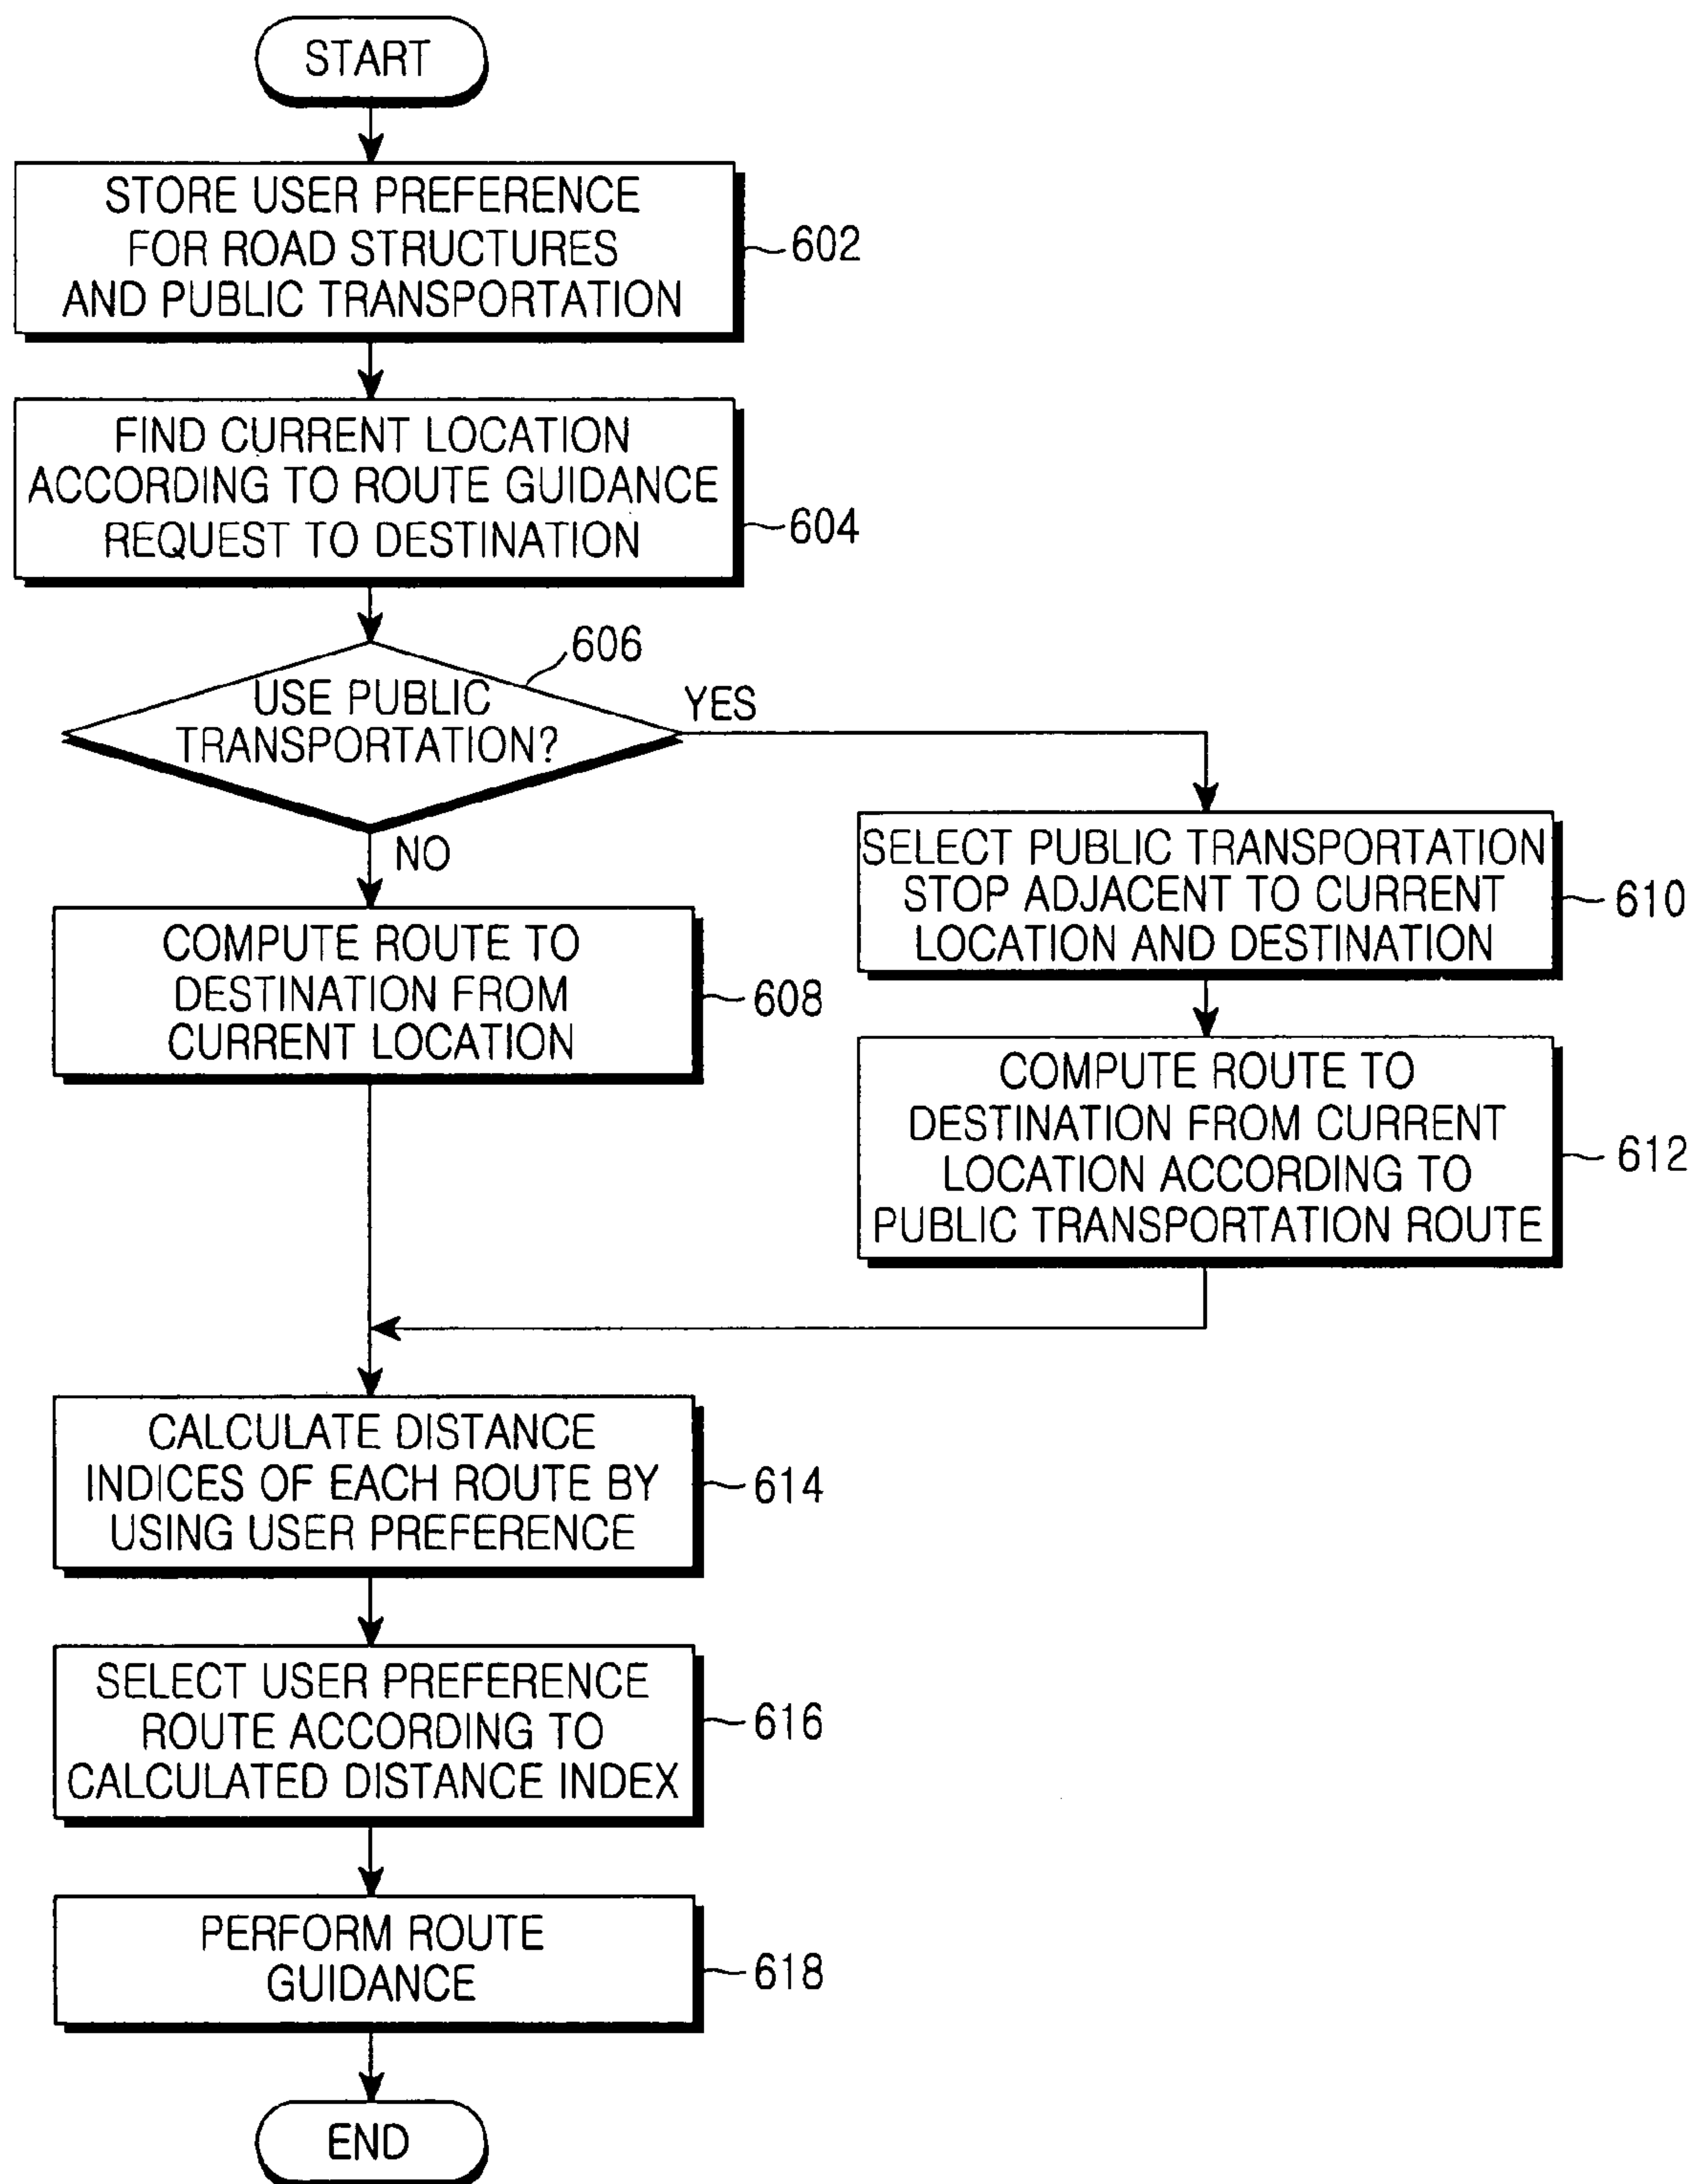 START
STORE USER PREFERENCE
FOR ROAD STRUCTURES
AND PUBLIC TRANSPORTATION
602
FIND CURRENT LOCATION
ACCORDING TO ROUTE GUIDANCE
REQUEST TO DESTINATION
604
606
USE PUBLIC
TRANSPORTATION?
YES
NO
COMPUTE ROUTE TO
DESTINATION FROM
CURRENT LOCATION
608
SELECT PUBLIC TRANSPORTATION
STOP ADJACENT TO CURRENT
LOCATION AND DESTINATION
610
COMPUTE ROUTE TO
DESTINATION FROM CURRENT
LOCATION ACCORDING TO
PUBLIC TRANSPORTATION ROUTE
612
CALCULATE DISTANCE
INDICES OF EACH ROUTE BY
USING USER PREFERENCE
614
SELECT USER PREFERENCE
ROUTE ACCORDING TO
CALCULATED DISTANCE INDEX
616
PERFORM ROUTE
GUIDANCE
618
END